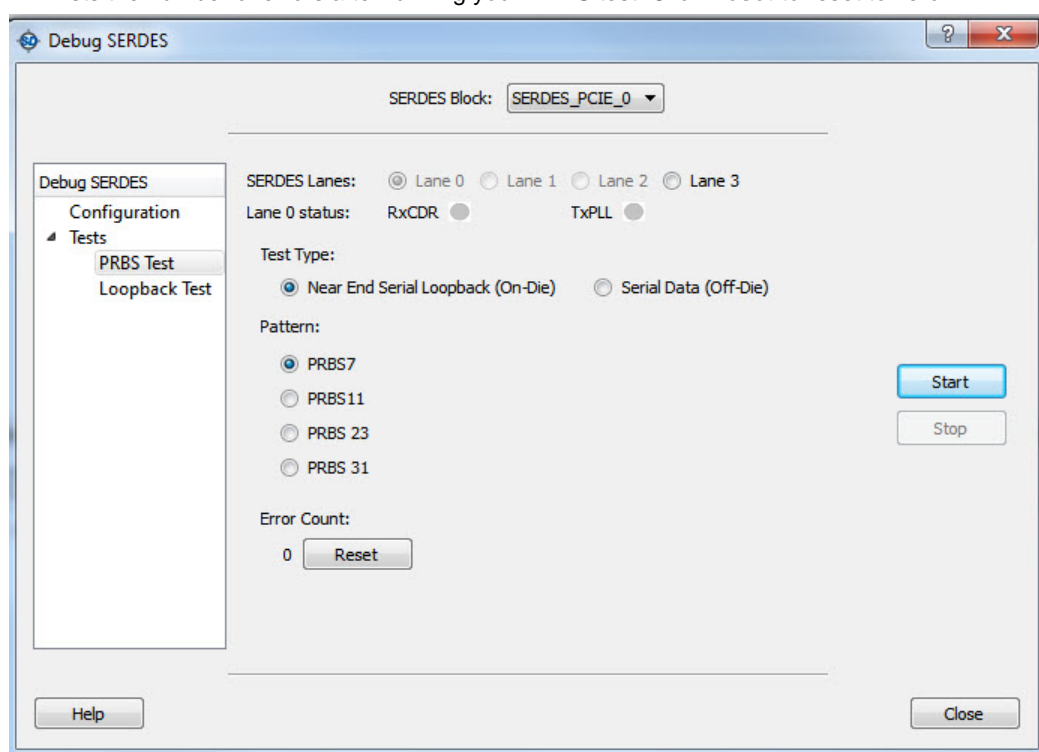 Debug SERDES
SERDES Block: SERDES_PCIE_0
Debug SERDES
Configuration
Tests
PRBS Test
Loopback Test
SERDES Lanes: Lane 0 Lane 1 Lane 2 Lane 3
Lane 0 status: RxCDR TxPLL
Test Type:
Near End Serial Loopback (On-Die) Serial Data (Off-Die)
Pattern:
PRBS7
PRBS11
PRBS 23
PRBS 31
Start
Stop
Error Count:
0 Reset
Help
Close